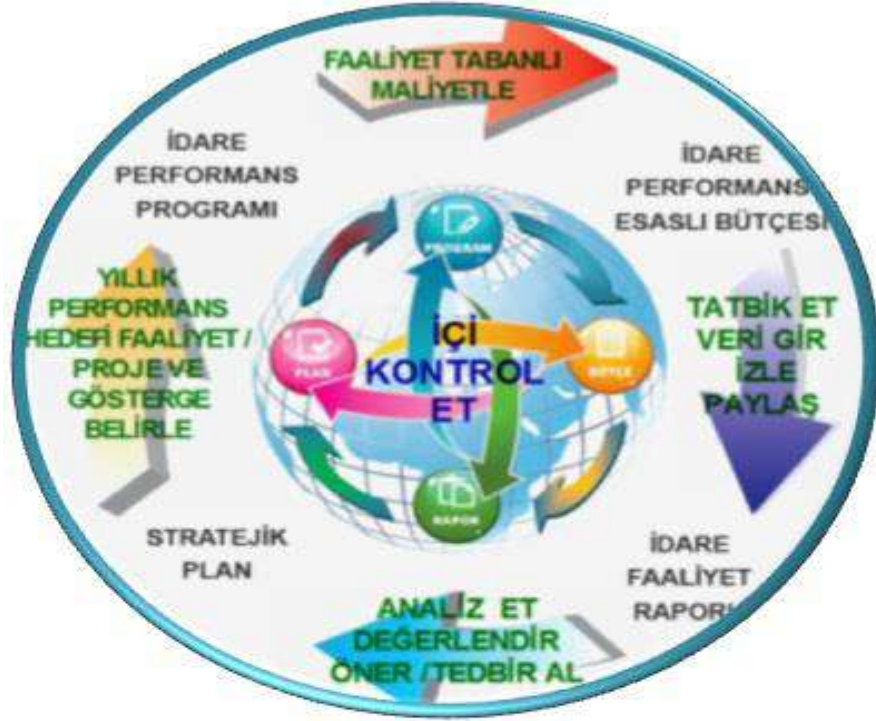 FAALİYET TABANLI
MALİYETLE
İDARE
PERFORMANS
PROGRAMI
İDARE
PERFORMANS
ESASLI BÜTÇESİ
PROGRAM
YILLIK
PERFORMANS
HEDEFİ FAALİYET /
PROJE VE
GÖSTERGE
BELİRLE
PLAN
İÇİ
KONTROL
ET
TATBİK ET
VERİ GİR
İZLE
PAYLAŞ
RAPOR
STRATEJİK
PLAN
İDARE
FAALİYET
ANALİZ ET
DEĞERLENDİR
ÖNER / TEDBİR AL